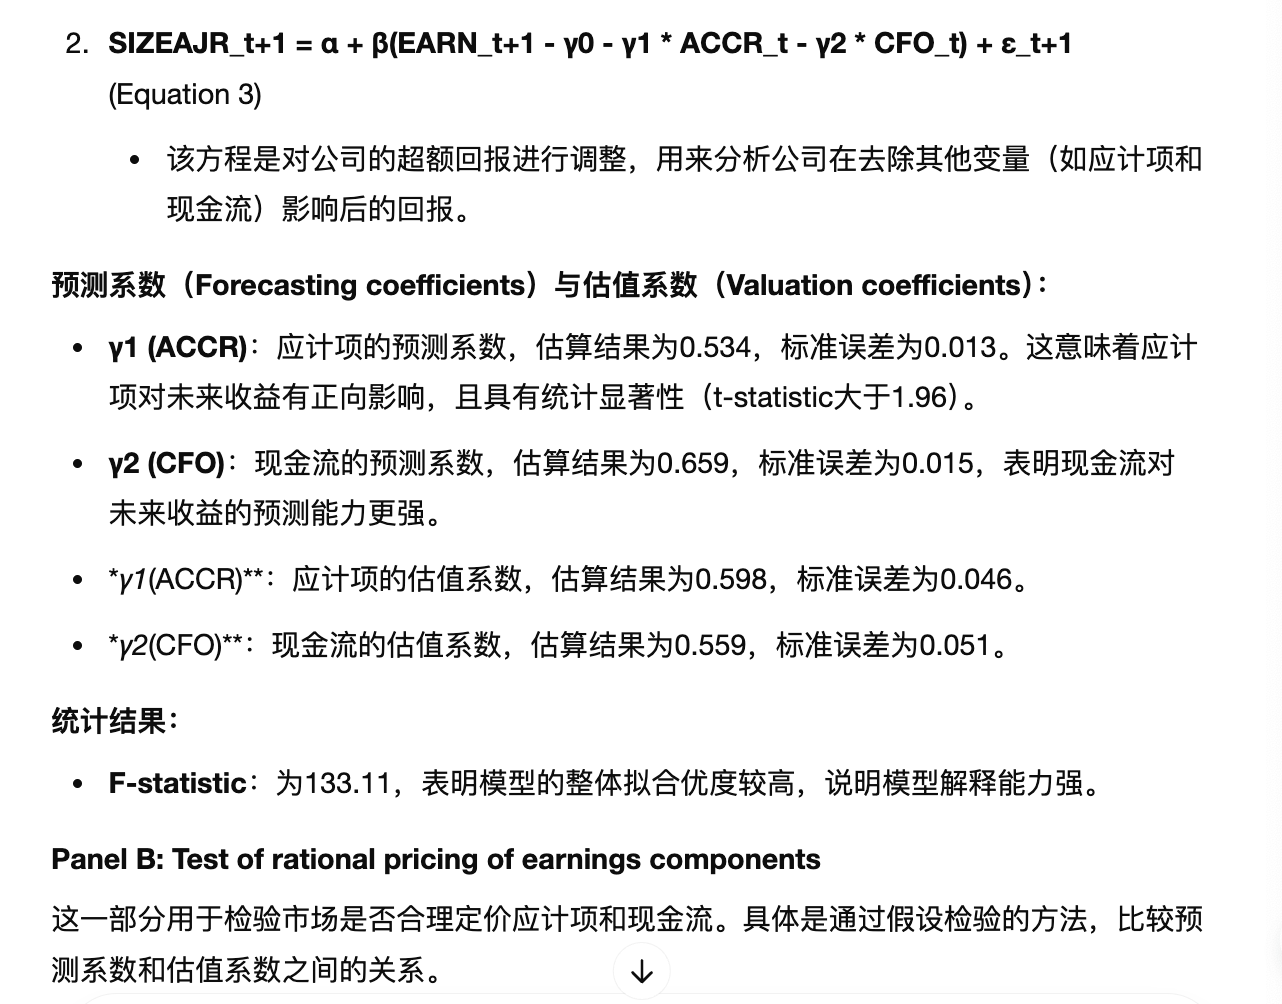 2. SIZEAJR_t+1 = α + β(EARN_t+1 - γ0 - γ1 * ACCR_t - γ2 * CFO_t) + ε_t+1
(Equation 3)
• 该方程是对公司的超额回报进行调整，用来分析公司在去除其他变量（如应计项和
现金流）影响后的回报。
预测系数（Forecasting coefficients）与估值系数（Valuation coefficients）：
• γ1 (ACCR)：应计项的预测系数，估算结果为0.534，标准误差为0.013。这意味着应计
项对未来收益有正向影响，且具有统计显著性（t-statistic大于1.96）。
• γ2 (CFO)：现金流的预测系数，估算结果为0.659，标准误差为0.015，表明现金流对
未来收益的预测能力更强。
• *γ1(ACCR)**：应计项的估值系数，估算结果为0.598，标准误差为0.046。
• *γ2(CFO)**：现金流的估值系数，估算结果为0.559，标准误差为0.051。
统计结果：
• F-statistic：为133.11，表明模型的整体拟合优度较高，说明模型解释能力强。
Panel B: Test of rational pricing of earnings components
这一部分用于检验市场是否合理定价应计项和现金流。具体是通过假设检验的方法，比较预
测系数和估值系数之间的关系。